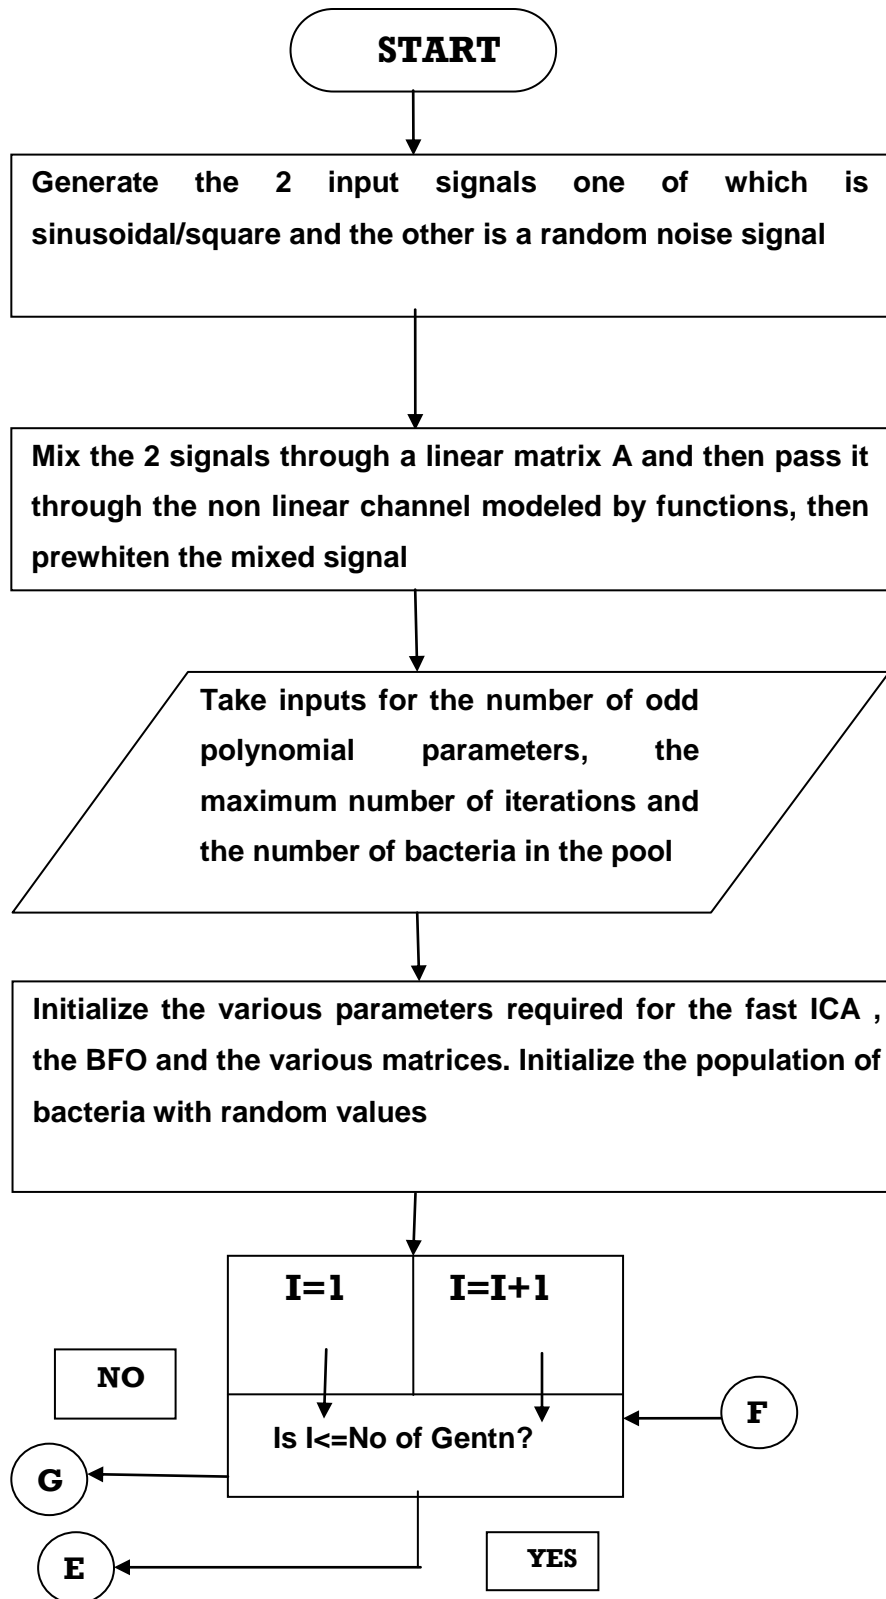 START
Generate the 2 input signals one of which is
sinusoidal/square and the other is a random noise signal
Mix the 2 signals through a linear matrix A and then pass it
through the non linear channel modeled by functions, then
prewhiten the mixed signal
Take inputs for the number of odd
polynomial parameters, the
maximum number of iterations and
the number of bacteria in the pool
Initialize the various parameters required for the fast ICA ,
the BFO and the various matrices. Initialize the population of
bacteria with random values
I=1 I=I+1
NO
Is I<=No of Gentn?
F
G
E
YES